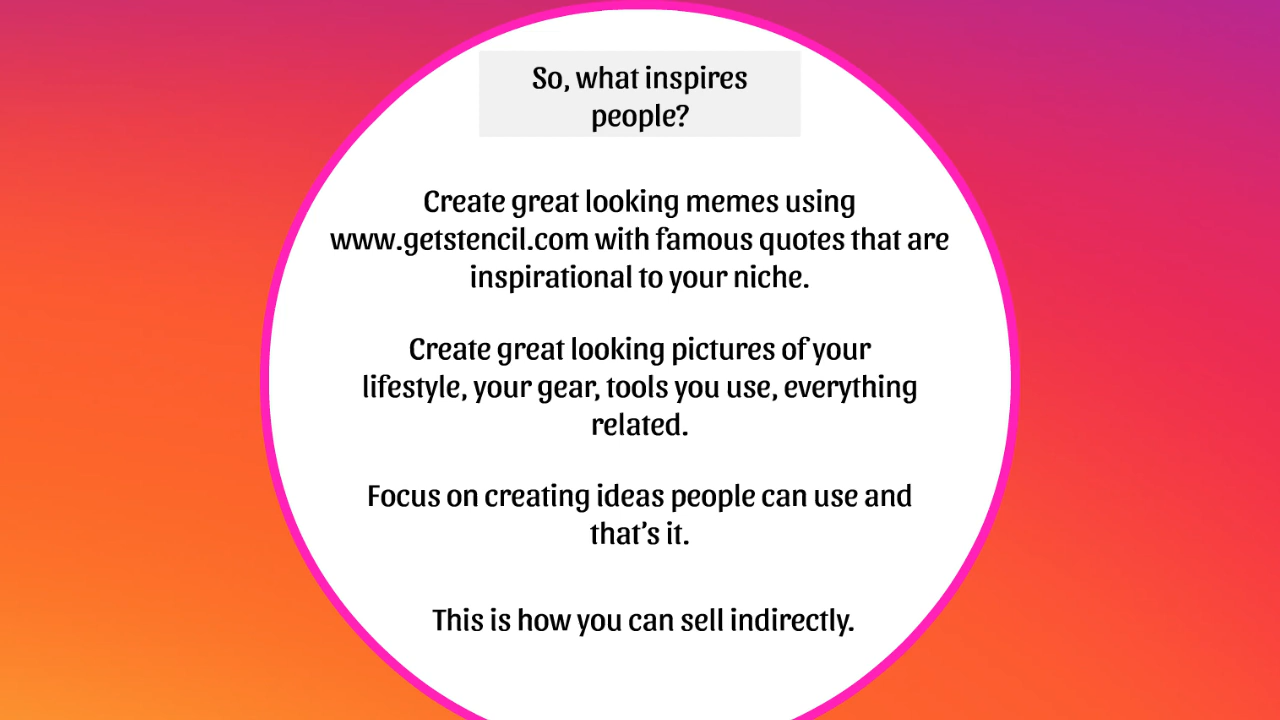 So, what inspires
people?
Create great looking memes using
www.getstencil.com with famous quotes that are
inspirational to your niche.
Create great looking pictures of your
lifestyle, your gear, tools you use, everything
related.
Focus on creating ideas people can use and
that’s it.
This is how you can sell indirectly.